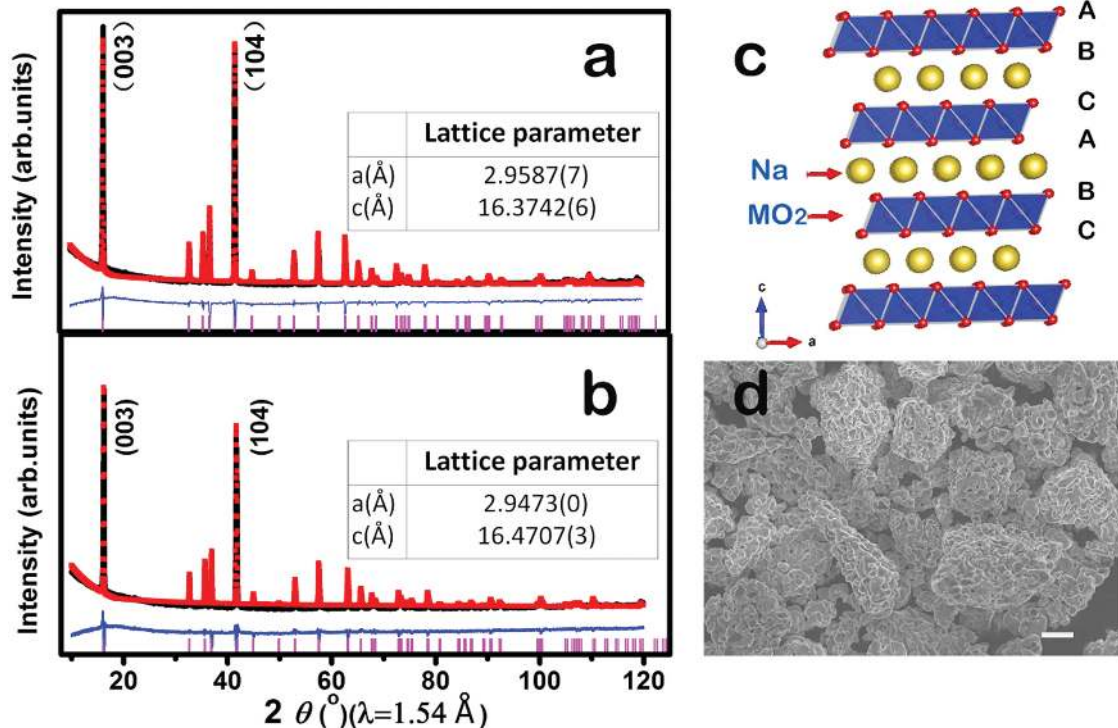 a
Intensity (arb.units)
(003)
(104)
Lattice parameter
a(Å) 2.9587(7)
c(Å) 16.3742(6)
b
Intensity (arb.units)
(003)
(104)
Lattice parameter
a(Å) 2.9473(0)
c(Å) 16.4707(3)
20 40 60 80 100 120
2 θ (°)(λ=1.54 Å)
c
A
B
C
A
B
C
Na
MO2
c
a
d